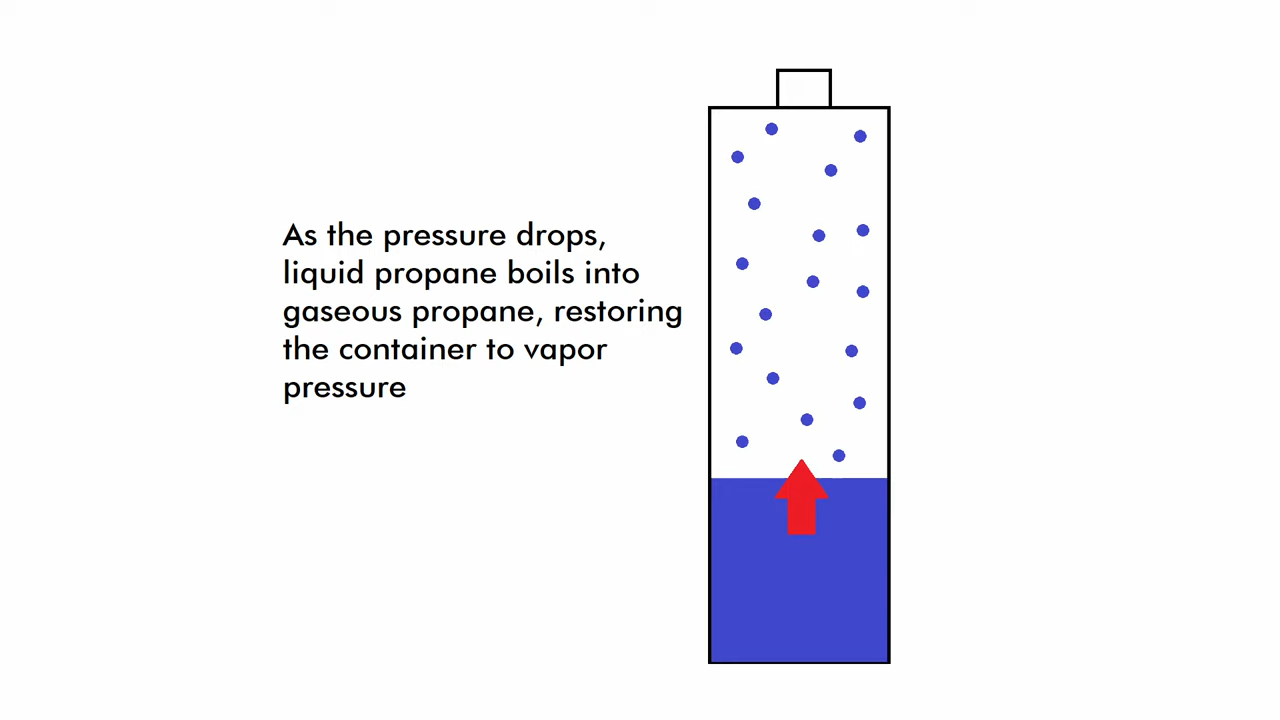 As the pressure drops,
liquid propane boils into
gaseous propane, restoring
the container to vapor
pressure